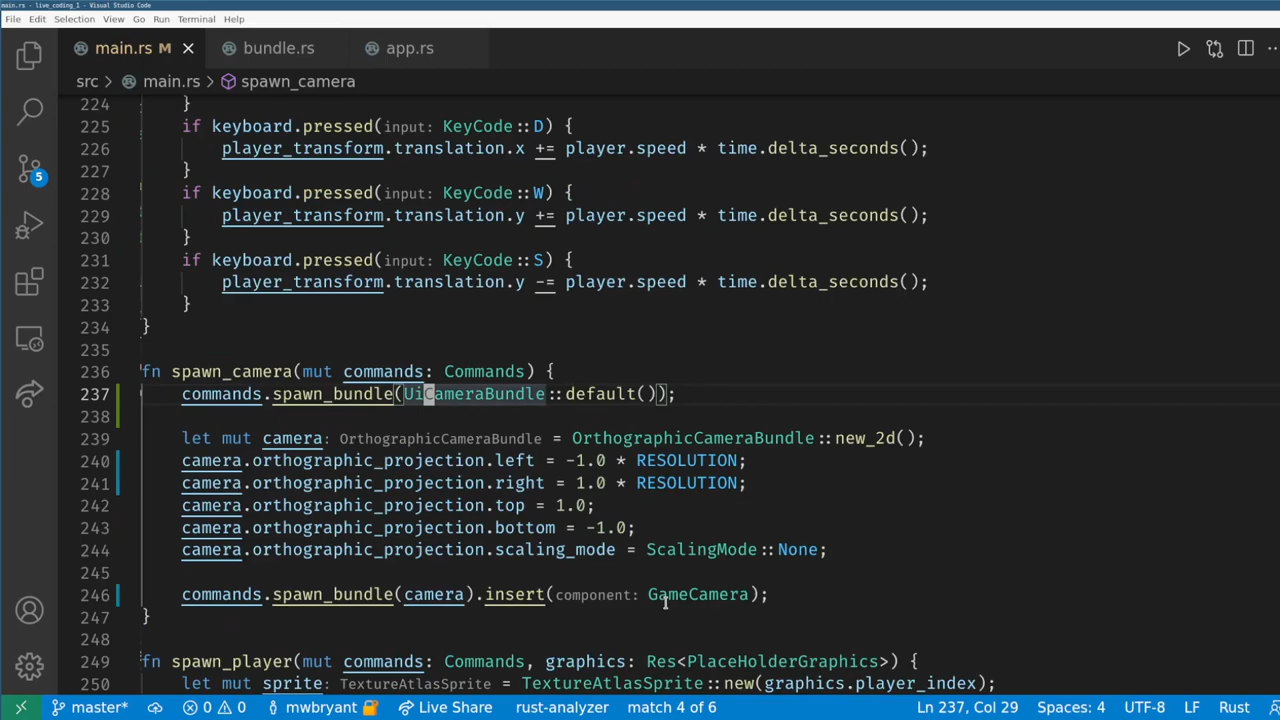 main.rs - live_coding_1 - Visual Studio Code
File Edit Selection View Go Run Terminal Help
main.rs M bundle.rs app.rs
src > main.rs > spawn_camera
224 }
225 if keyboard.pressed(input: KeyCode::D) {
226 player_transform.translation.x += player.speed * time.delta_seconds();
227 }
228 if keyboard.pressed(input: KeyCode::W) {
229 player_transform.translation.y += player.speed * time.delta_seconds();
230 }
231 if keyboard.pressed(input: KeyCode::S) {
232 player_transform.translation.y -= player.speed * time.delta_seconds();
233 }
234 }
235
236 fn spawn_camera(mut commands: Commands) {
237 commands.spawn_bundle(UiCameraBundle::default());
238
239 let mut camera: OrthographicCameraBundle = OrthographicCameraBundle::new_2d();
240 camera.orthographic_projection.left = -1.0 * RESOLUTION;
241 camera.orthographic_projection.right = 1.0 * RESOLUTION;
242 camera.orthographic_projection.top = 1.0;
243 camera.orthographic_projection.bottom = -1.0;
244 camera.orthographic_projection.scaling_mode = ScalingMode::None;
245
246 commands.spawn_bundle(camera).insert(component: GameCamera);
247 }
248
249 fn spawn_player(mut commands: Commands, graphics: Res<PlaceHolderGraphics>) {
250 let mut sprite: TextureAtlasSprite = TextureAtlasSprite::new(graphics.player_index);
5
master* 0 0 mwbryant Live Share rust-analyzer match 4 of 6 Ln 237, Col 29 Spaces: 4 UTF-8 LF Rust